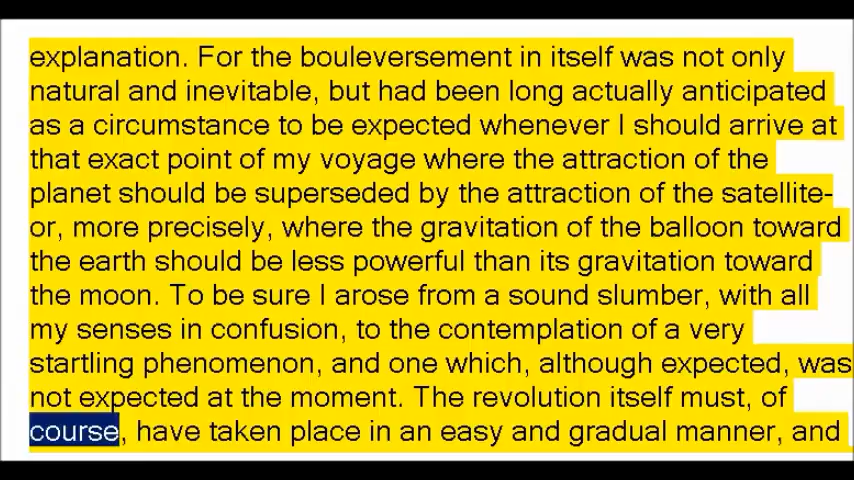 explanation. For the bouleversement in itself was not only
natural and inevitable, but had been long actually anticipated
as a circumstance to be expected whenever I should arrive at
that exact point of my voyage where the attraction of the
planet should be superseded by the attraction of the satellite-
or, more precisely, where the gravitation of the balloon toward
the earth should be less powerful than its gravitation toward
the moon. To be sure I arose from a sound slumber, with all
my senses in confusion, to the contemplation of a very
startling phenomenon, and one which, although expected, was
not expected at the moment. The revolution itself must, of
course, have taken place in an easy and gradual manner, and